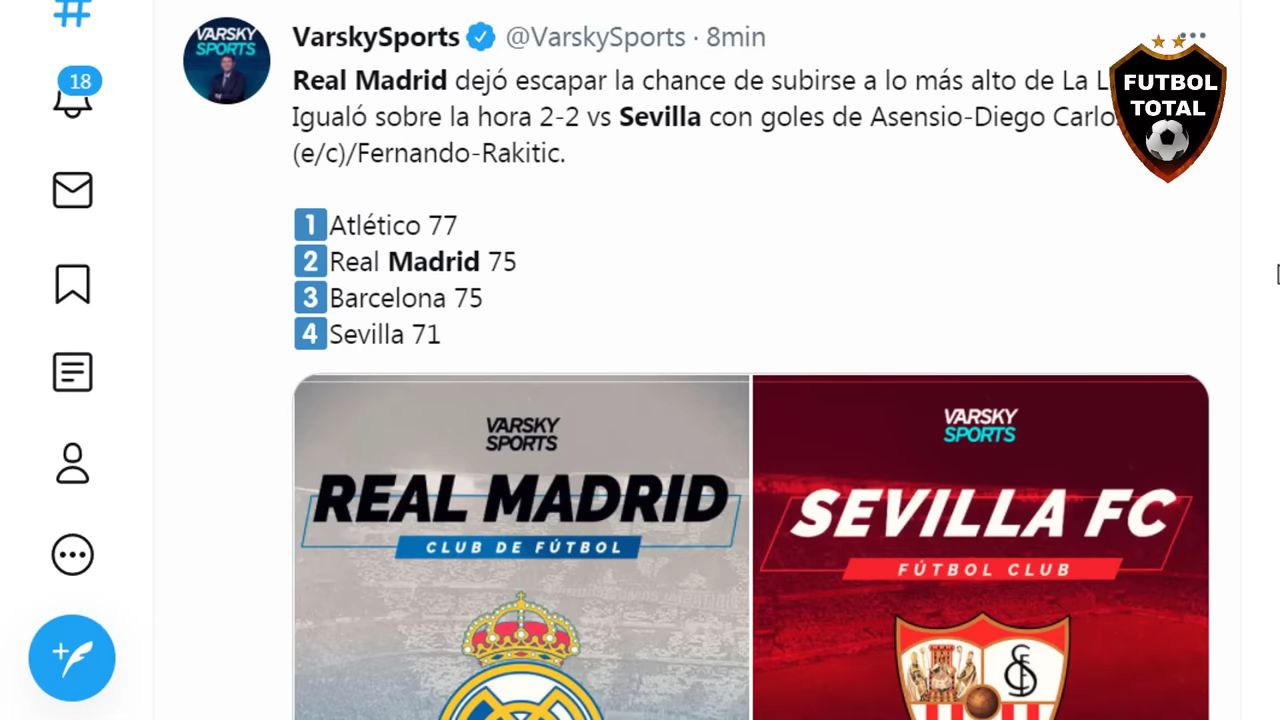 18
VARSKY
SPORTS
VarskySports @VarskySports · 8min
Real Madrid dejó escapar la chance de subirse a lo más alto de La L
Igualó sobre la hora 2-2 vs Sevilla con goles de Asensio-Diego Carlo
(e/c)/Fernando-Rakitic.
FUTBOL
TOTAL
1 Atlético 77
2 Real Madrid 75
3 Barcelona 75
4 Sevilla 71
VARSKY
SPORTS
REAL MADRID
CLUB DE FÚTBOL
VARSKY
SPORTS
SEVILLA FC
FÚTBOL CLUB